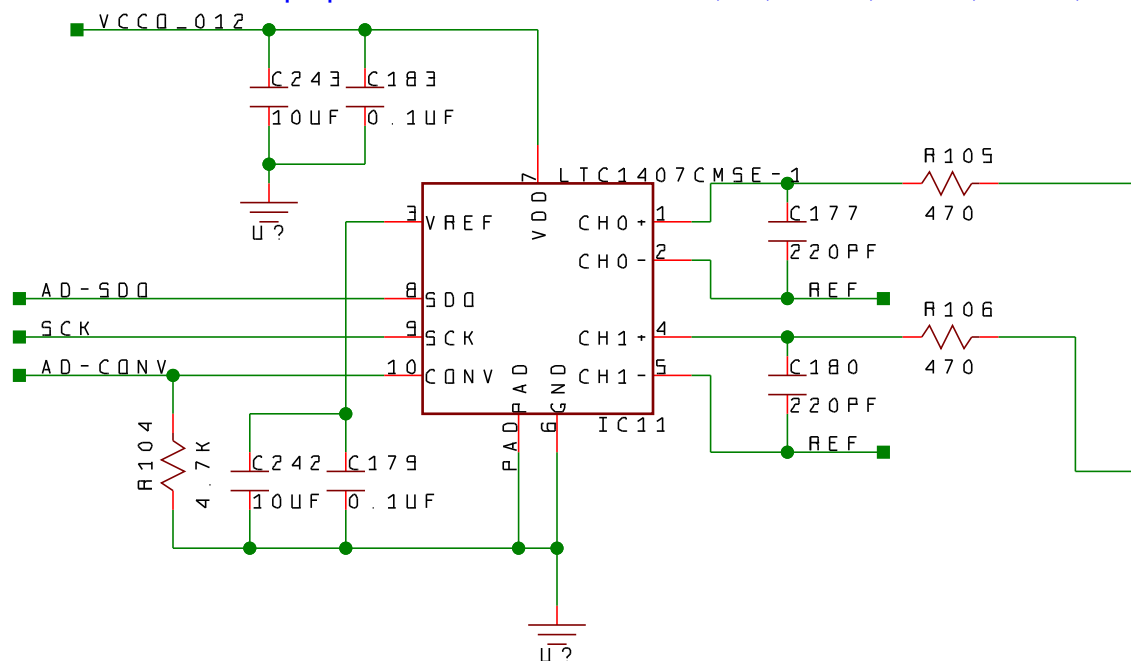 VCCO_012
C243
C183
10UF
0.1UF
LTC1407CMSE-1
R105
7
3
VREF
VDD
CH0+
1
C177
470
CH0-
2
220PF
AD-SDO
8
SDO
REF
R106
SCK
9
SCK
CH1+
4
AD-CONV
10
CONV
CH1-
5
C180
470
PAD
GND
220PF
PAD
6
IC11
REF
R104
4.7K
C242
C179
10UF
0.1UF